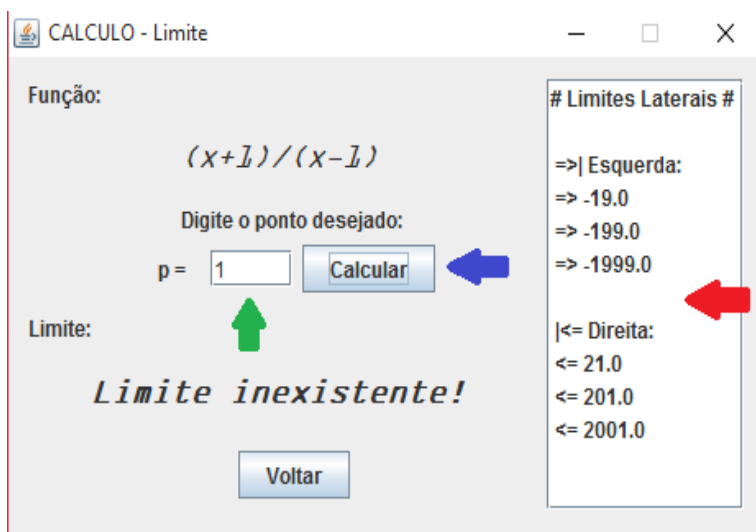 CALCULO - Limite
Função:
(x+1)/(x-1)
Digite o ponto desejado:
p = 1 Calcular
Limite:
Limite inexistente!
Voltar
# Limites Laterais #
=>| Esquerda:
=> -19.0
=> -199.0
=> -1999.0
|<= Direita:
<= 21.0
<= 201.0
<= 2001.0